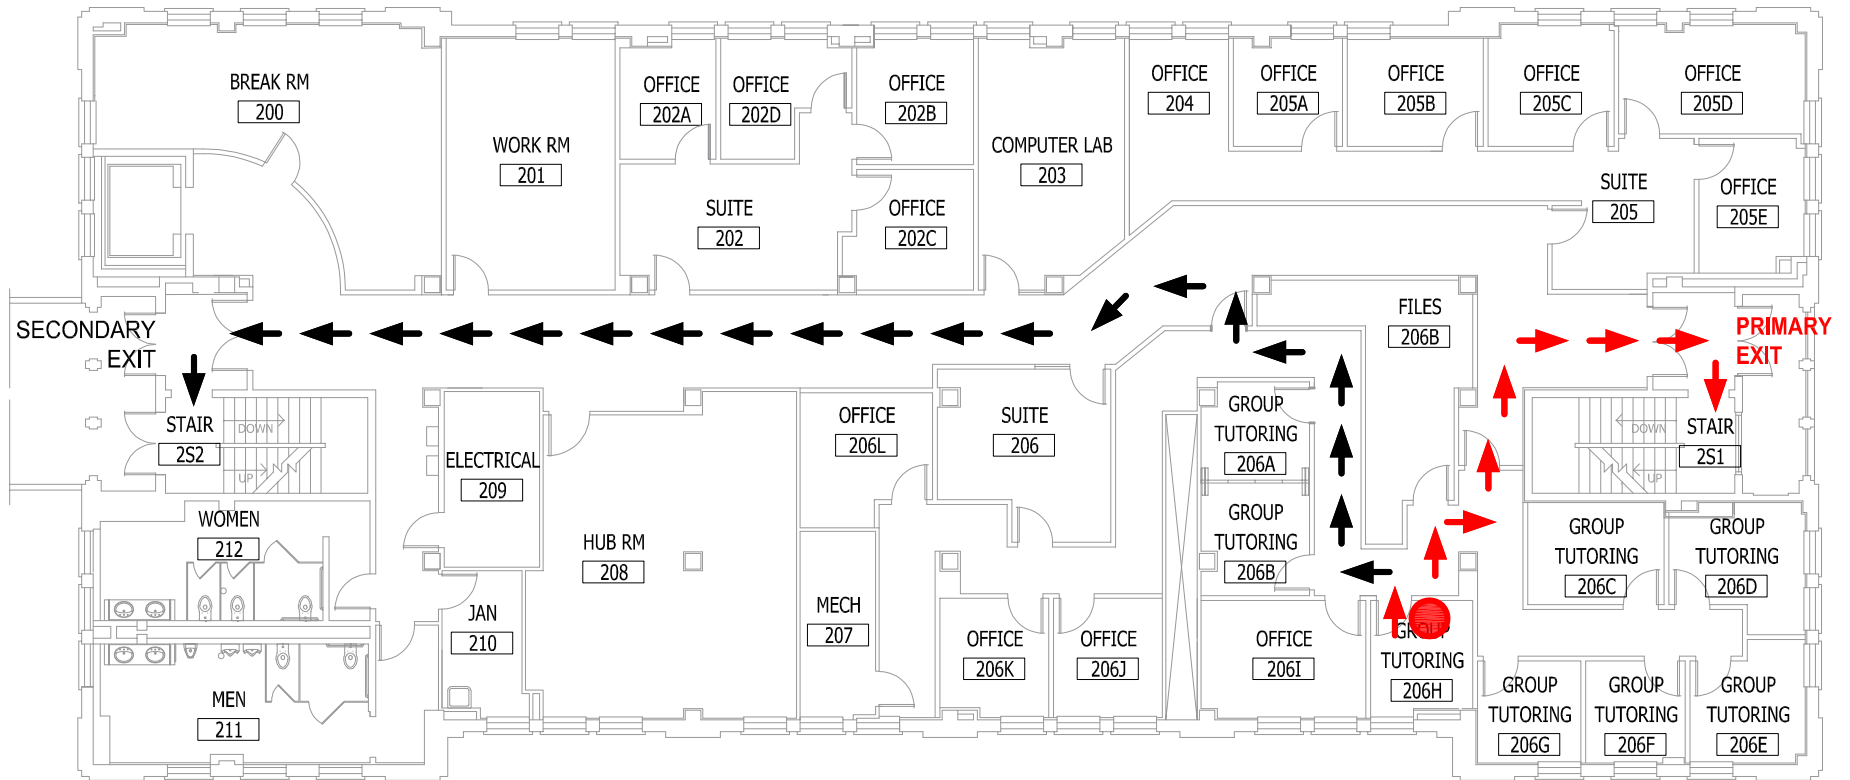 BREAK RM
200
WORK RM
201
OFFICE
202A
OFFICE
202D
OFFICE
202B
SUITE
202
OFFICE
202C
COMPUTER LAB
203
OFFICE
204
OFFICE
205A
OFFICE
205B
OFFICE
205C
OFFICE
205D
SUITE
205
OFFICE
205E
SECONDARY
EXIT
FILES
206B
PRIMARY
EXIT
STAIR
2S2
DOWN
UP
ELECTRICAL
209
HUB RM
208
OFFICE
206L
SUITE
206
GROUP
TUTORING
206A
GROUP
TUTORING
206B
STAIR
2S1
DOWN
UP
WOMEN
212
JAN
210
MECH
207
OFFICE
206K
OFFICE
206J
OFFICE
206I
GROUP
TUTORING
206H
GROUP
TUTORING
206C
GROUP
TUTORING
206D
MEN
211
GROUP
TUTORING
206G
GROUP
TUTORING
206F
GROUP
TUTORING
206E